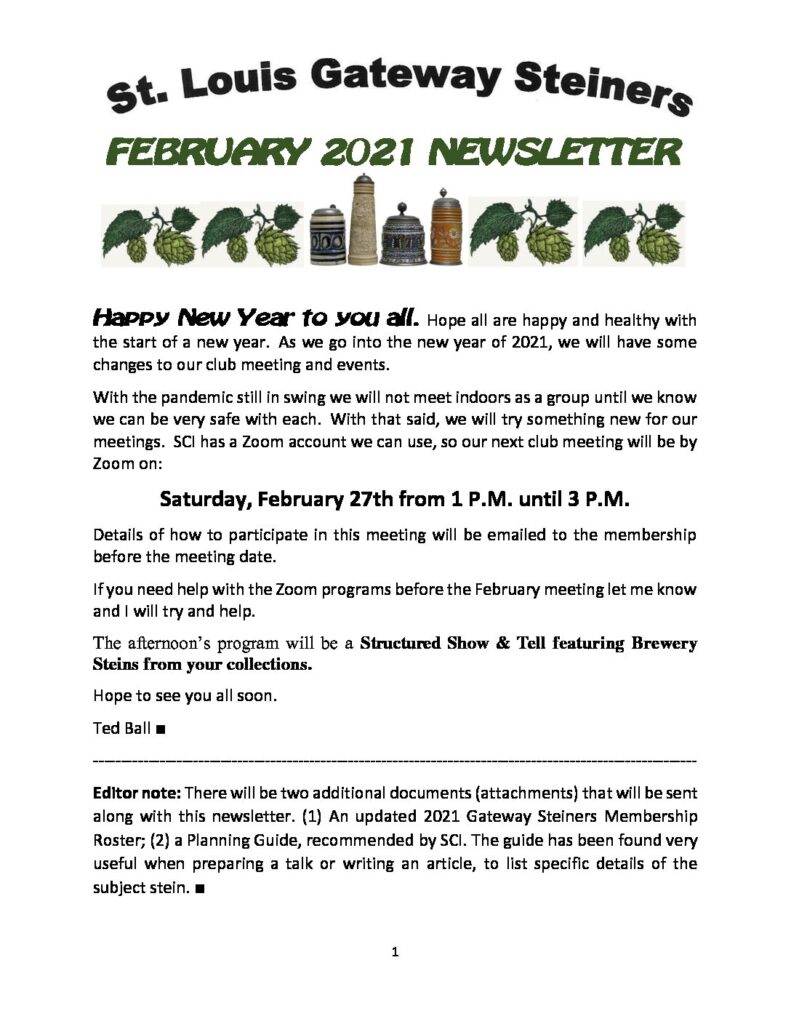 St. Louis Gateway Steiners
FEBRUARY 2021 NEWSLETTER
Happy New Year to you all. Hope all are happy and healthy with
the start of a new year. As we go into the new year of 2021, we will have some
changes to our club meeting and events.
With the pandemic still in swing we will not meet indoors as a group until we know
we can be very safe with each. With that said, we will try something new for our
meetings. SCI has a Zoom account we can use, so our next club meeting will be by
Zoom on:
Saturday, February 27th from 1 P.M. until 3 P.M.
Details of how to participate in this meeting will be emailed to the membership
before the meeting date.
If you need help with the Zoom programs before the February meeting let me know
and I will try and help.
The afternoon’s program will be a Structured Show & Tell featuring Brewery
Steins from your collections.
Hope to see you all soon.
Ted Ball ■
Editor note: There will be two additional documents (attachments) that will be sent
along with this newsletter. (1) An updated 2021 Gateway Steiners Membership
Roster; (2) a Planning Guide, recommended by SCI. The guide has been found very
useful when preparing a talk or writing an article, to list specific details of the
subject stein. ■
1